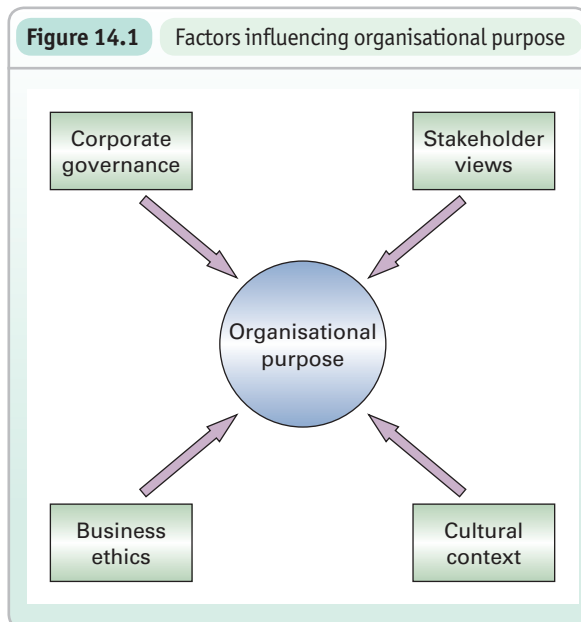 Figure 14.1 Factors influencing organisational purpose
Corporate
governance
Stakeholder
views
Organisational
purpose
Business
ethics
Cultural
context